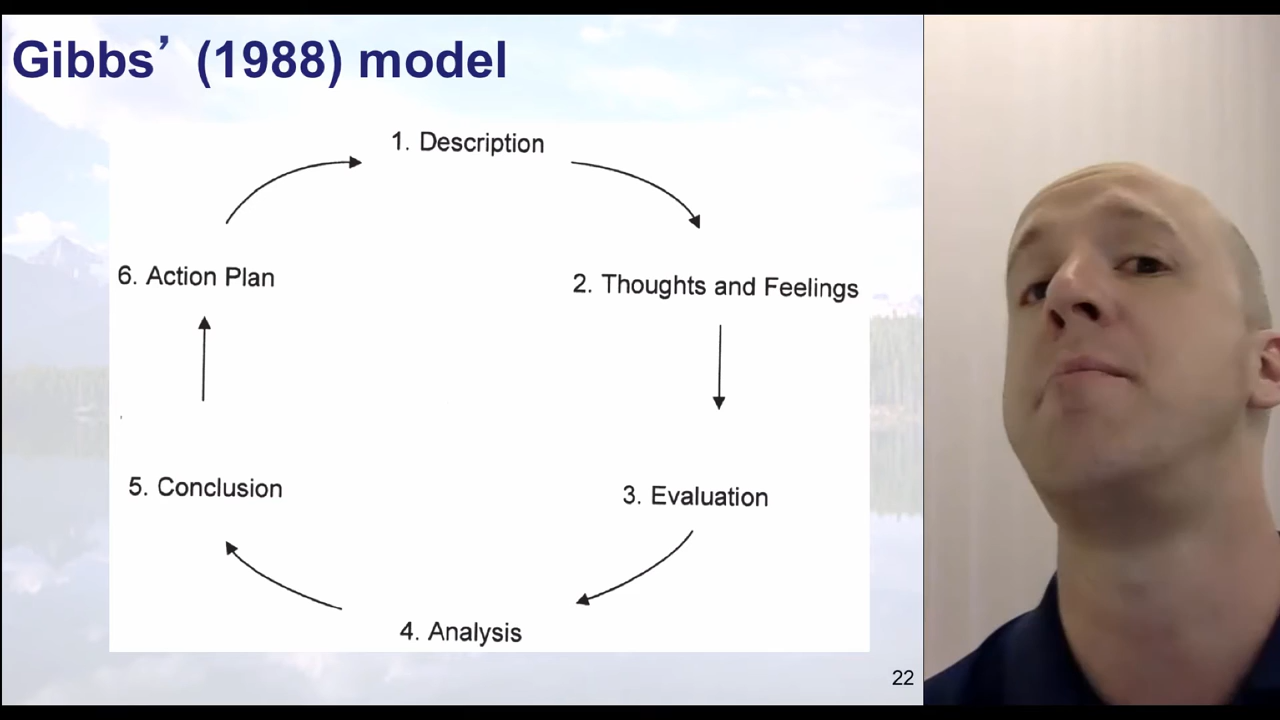 Gibbs’ (1988) model
1. Description
2. Thoughts and Feelings
3. Evaluation
4. Analysis
5. Conclusion
6. Action Plan
22